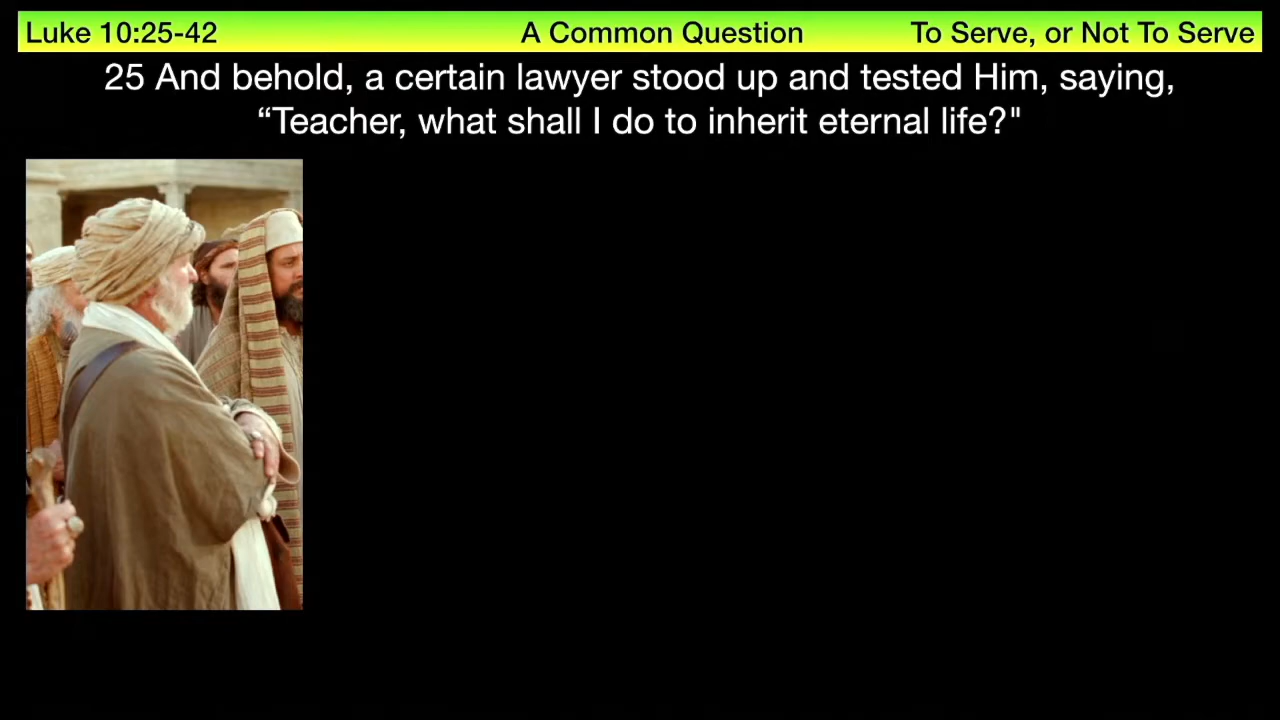 Luke 10:25-42 A Common Question To Serve, or Not To Serve
25 And behold, a certain lawyer stood up and tested Him, saying,
“Teacher, what shall I do to inherit eternal life?"